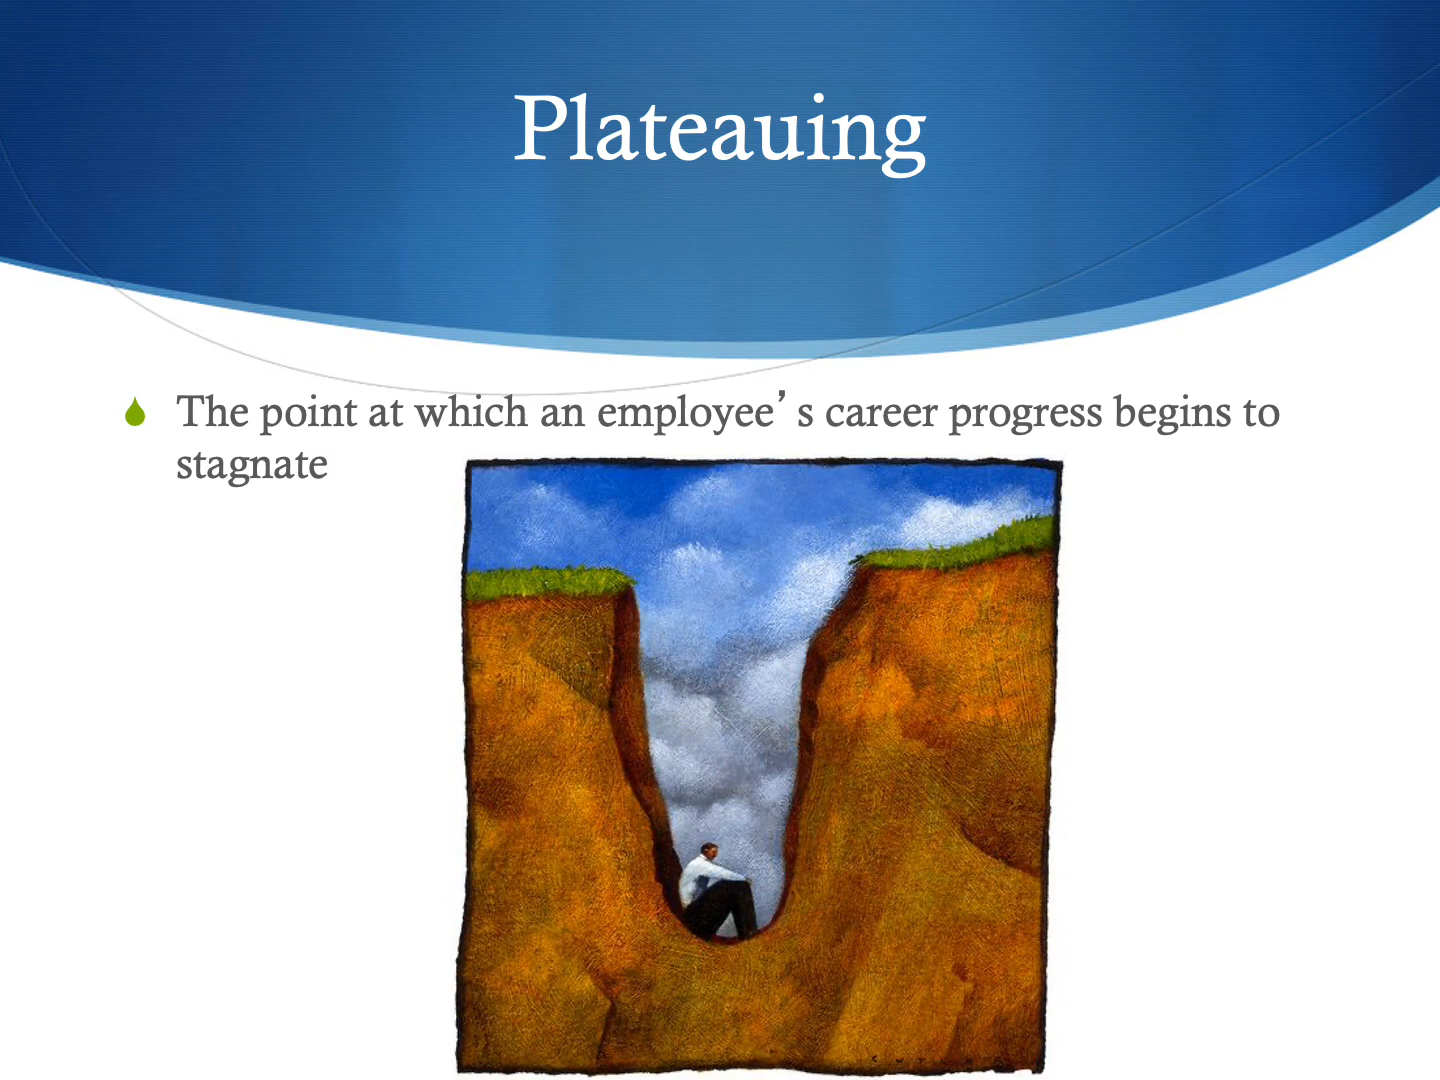 Plateauing
The point at which an employee’s career progress begins to
stagnate